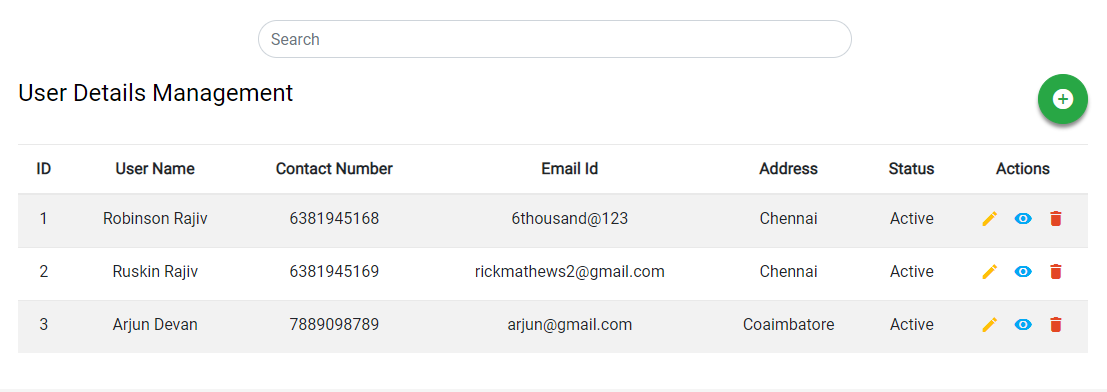 Search
User Details Management
ID User Name Contact Number Email Id Address Status Actions
1 Robinson Rajiv 6381945168 6thousand@123 Chennai Active
2 Ruskin Rajiv 6381945169 rickmathews2@gmail.com Chennai Active
3 Arjun Devan 7889098789 arjun@gmail.com Coaimbatore Active